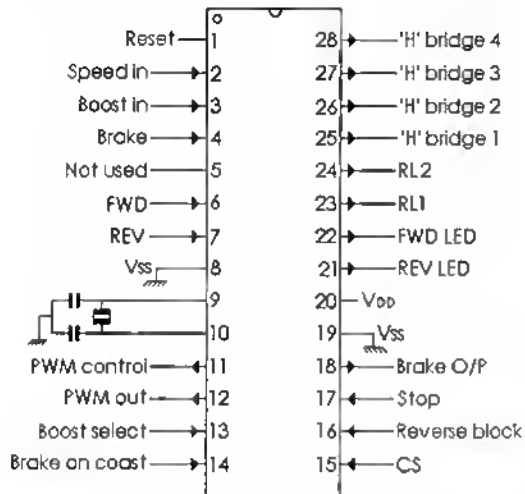 Reset 1 28 'H' bridge 4
Speed in 2 27 'H' bridge 3
Boost in 3 26 'H' bridge 2
Brake 4 25 'H' bridge 1
Not used 5 24 RL2
FWD 6 23 RL1
REV 7 22 FWD LED
Vss 8 21 REV LED
9 20 VDD
10 19 Vss
PWM control 11 18 Brake O/P
PWM out 12 17 Stop
Boost select 13 16 Reverse block
Brake on coast 14 15 CS